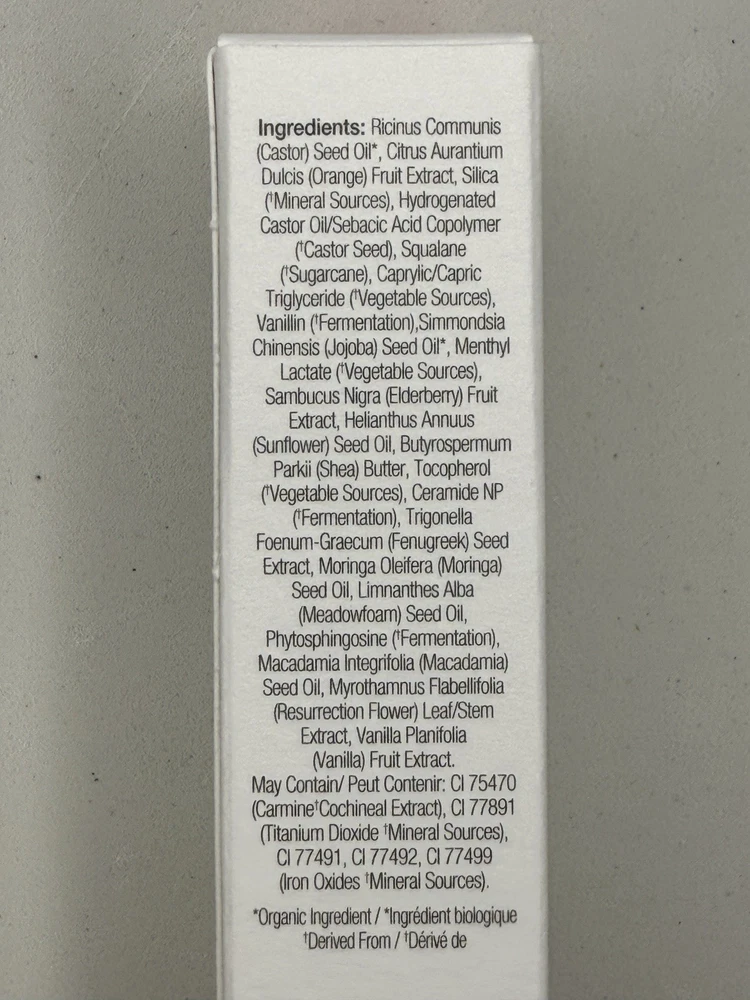 Ingredients: Ricinus Communis
(Castor) Seed Oil*, Citrus Aurantium
Dulcis (Orange) Fruit Extract, Silica
(†Mineral Sources), Hydrogenated
Castor Oil/Sebacic Acid Copolymer
(†Castor Seed), Squalane
(†Sugarcane), Caprylic/Capric
Triglyceride (†Vegetable Sources),
Vanillin (†Fermentation),Simmondsia
Chinensis (Jojoba) Seed Oil*, Menthyl
Lactate (†Vegetable Sources),
Sambucus Nigra (Elderberry) Fruit
Extract, Helianthus Annuus
(Sunflower) Seed Oil, Butyrospermum
Parkii (Shea) Butter, Tocopherol
(†Vegetable Sources), Ceramide NP
(†Fermentation), Trigonella
Foenum-Graecum (Fenugreek) Seed
Extract, Moringa Oleifera (Moringa)
Seed Oil, Limnanthes Alba
(Meadowfoam) Seed Oil,
Phytosphingosine (†Fermentation),
Macadamia Integrifolia (Macadamia)
Seed Oil, Myrothamnus Flabellifolia
(Resurrection Flower) Leaf/Stem
Extract, Vanilla Planifolia
(Vanilla) Fruit Extract.
May Contain/ Peut Contenir: CI 75470
(Carmine†Cochineal Extract), CI 77891
(Titanium Dioxide †Mineral Sources),
CI 77491, CI 77492, CI 77499
(Iron Oxides †Mineral Sources).
*Organic Ingredient / *Ingrédient biologique
†Derived From / †Dérivé de